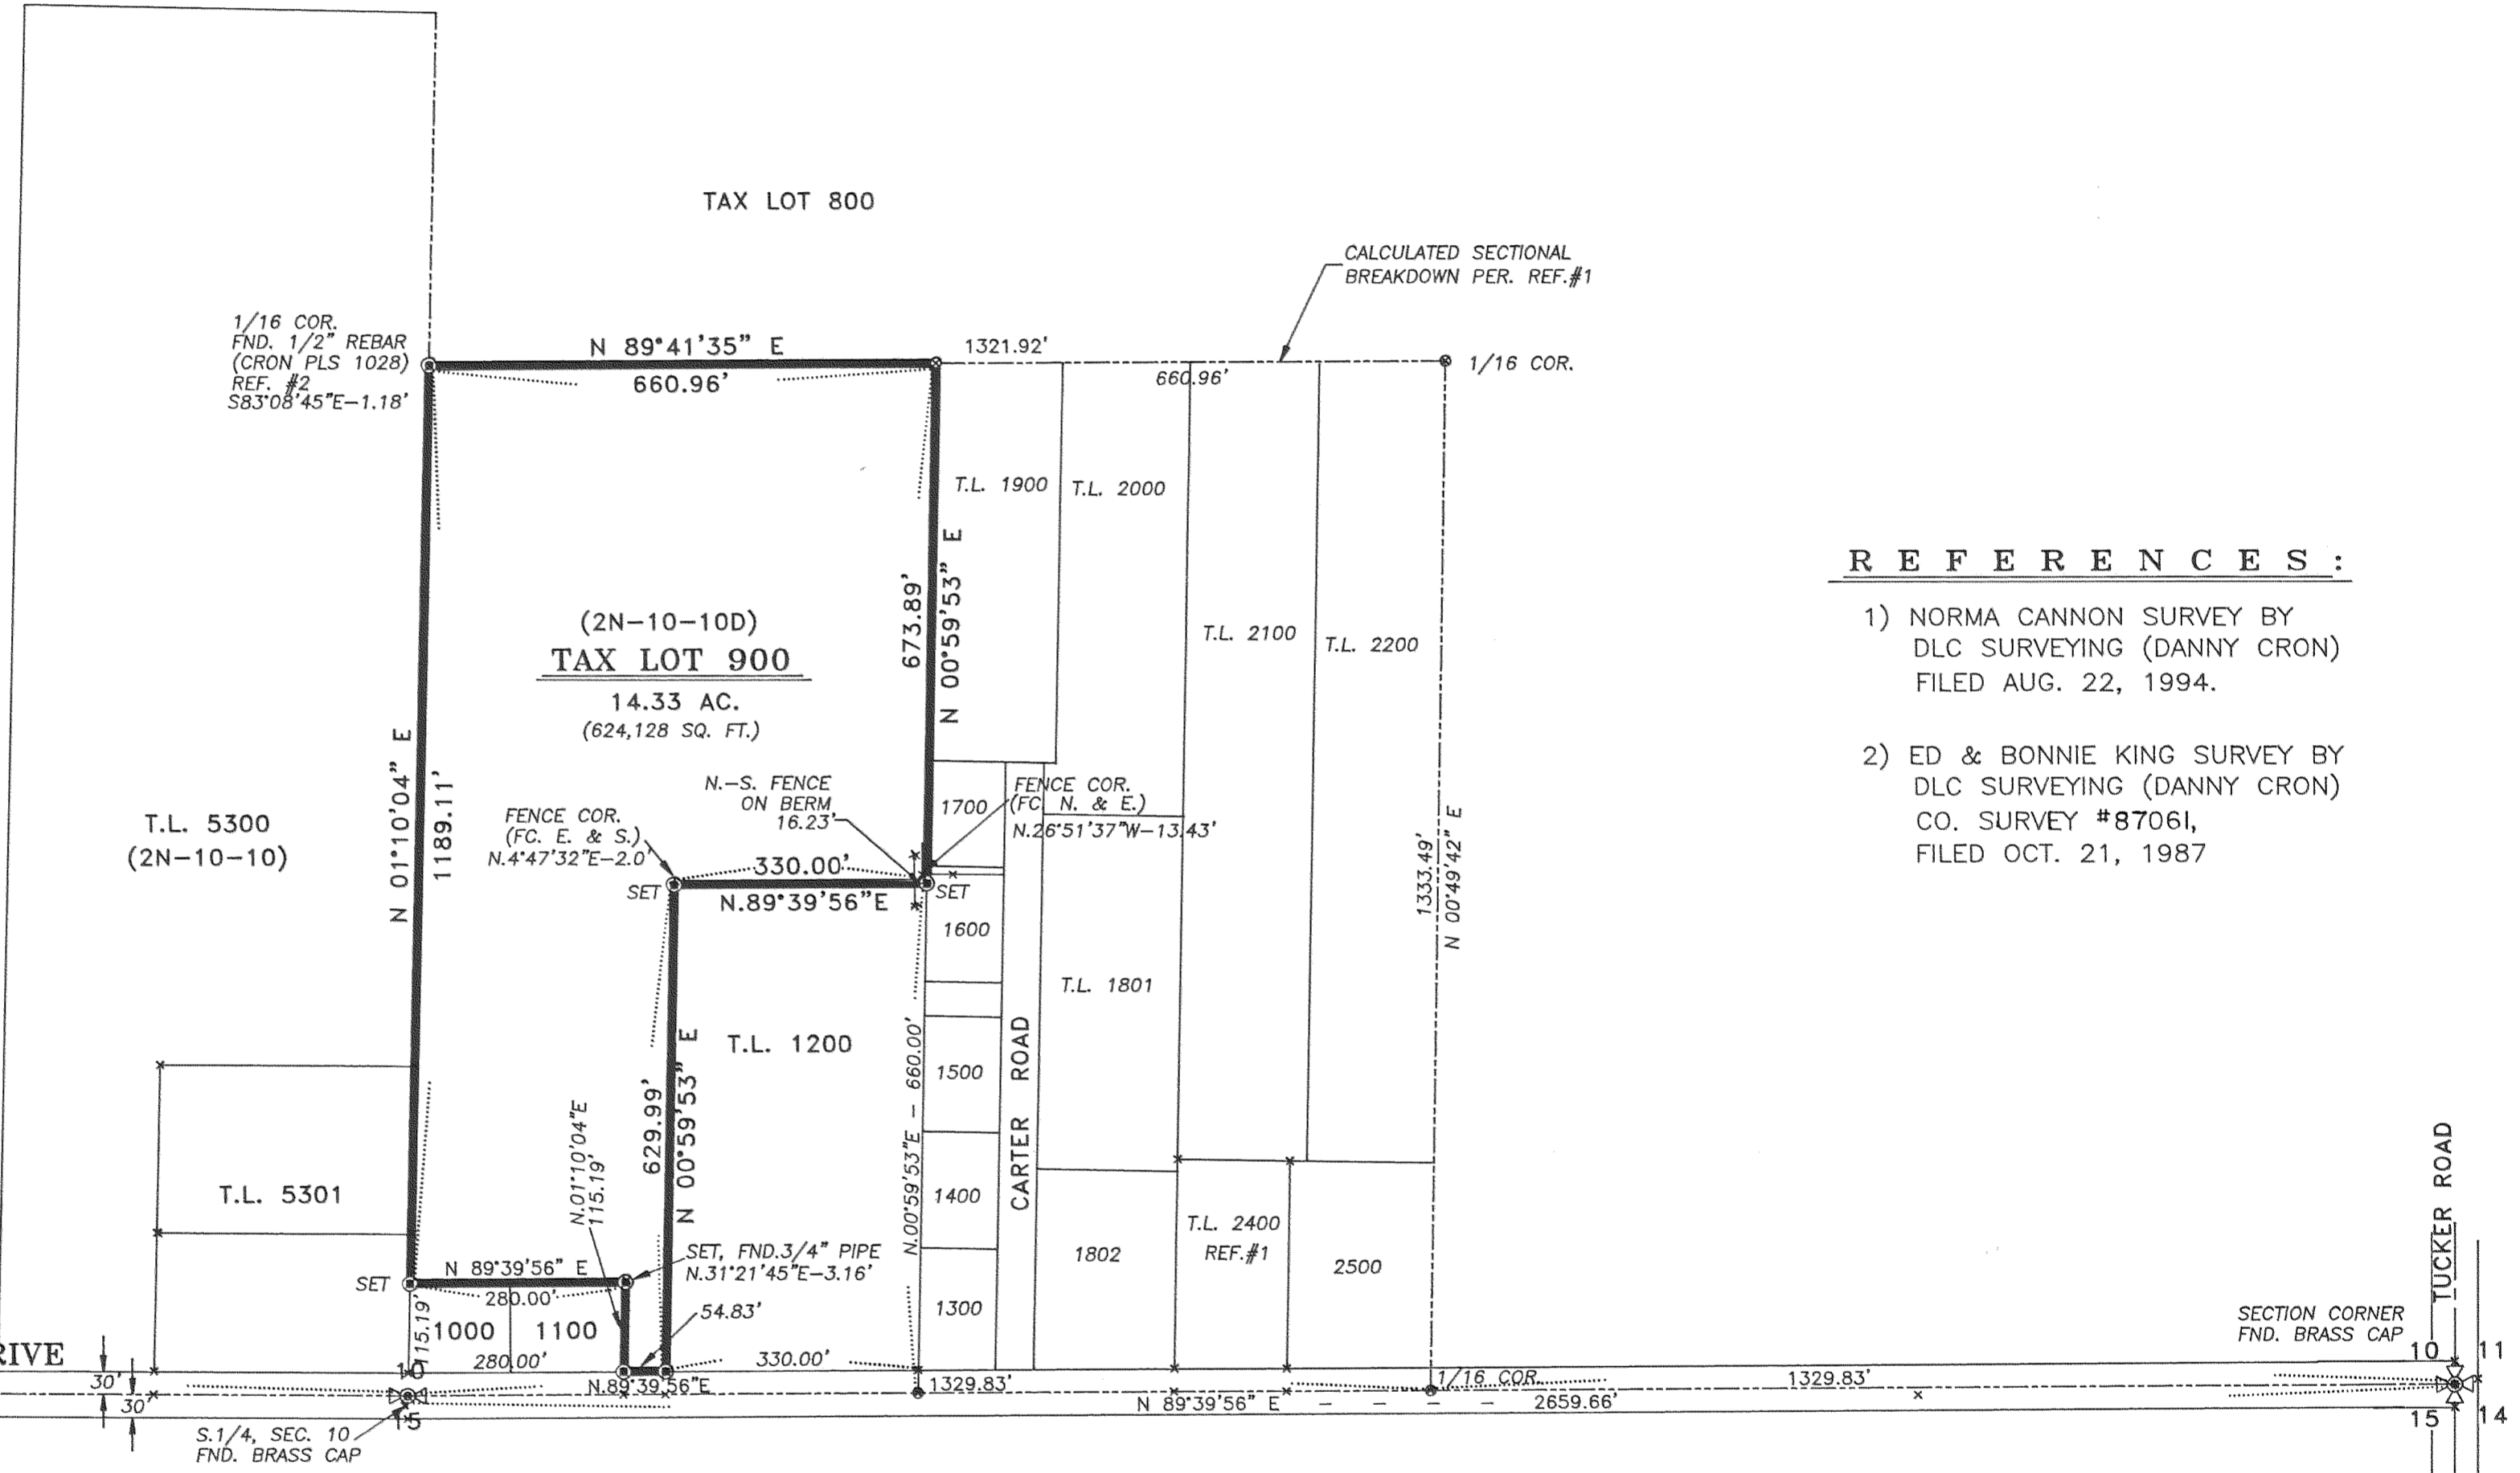 TAX LOT 800
CALCULATED SECTIONAL
BREAKDOWN PER. REF.#1
1/16 COR.
FND. 1/2" REBAR
(CRON PLS 1028)
REF. #2
S83°08'45"E-1.18'
N 89°41'35" E
660.96'
1321.92'
660.96'
1/16 COR.
T.L. 1900
T.L. 2000
T.L. 2100
T.L. 2200
673.89'
N 00°59'53" E
(2N-10-10D)
TAX LOT 900
14.33 AC.
(624,128 SQ. FT.)
R E F E R E N C E S :
1) NORMA CANNON SURVEY BY
DLC SURVEYING (DANNY CRON)
FILED AUG. 22, 1994.
2) ED & BONNIE KING SURVEY BY
DLC SURVEYING (DANNY CRON)
CO. SURVEY #87061,
FILED OCT. 21, 1987
N 01°10'04" E
1189.11'
T.L. 5300
(2N-10-10)
N.-S. FENCE
ON BERM
16.23'
FENCE COR.
(FC. E. & S.)
N.4°47'32"E-2.0'
1700
FENCE COR.
(FC. N. & E.)
N.26°51'37"W-13.43'
330.00'
SET
N.89°39'56"E
SET
1333.49'
N 00°49'42" E
1600
T.L. 1801
T.L. 1200
629.99'
N 00°59'53" E
N.00°59'53"E - 660.00'
1500
CARTER ROAD
N.01°10'04"E
115.19'
T.L. 5301
1400
T.L. 2400
REF.#1
1802
2500
TUCKER ROAD
SET
N 89°39'56" E
280.00'
SET, FND.3/4" PIPE
N.31°21'45"E-3.16'
54.83'
1300
115.19'
1000
1100
280.00'
330.00'
SECTION CORNER
FND. BRASS CAP
RIVE
30'
30'
10
15
N.89°39'56"E
1329.83'
1/16 COR.
1329.83'
N 89°39'56" E - - - - 2659.66'
10
11
15
14
S.1/4, SEC. 10
FND. BRASS CAP